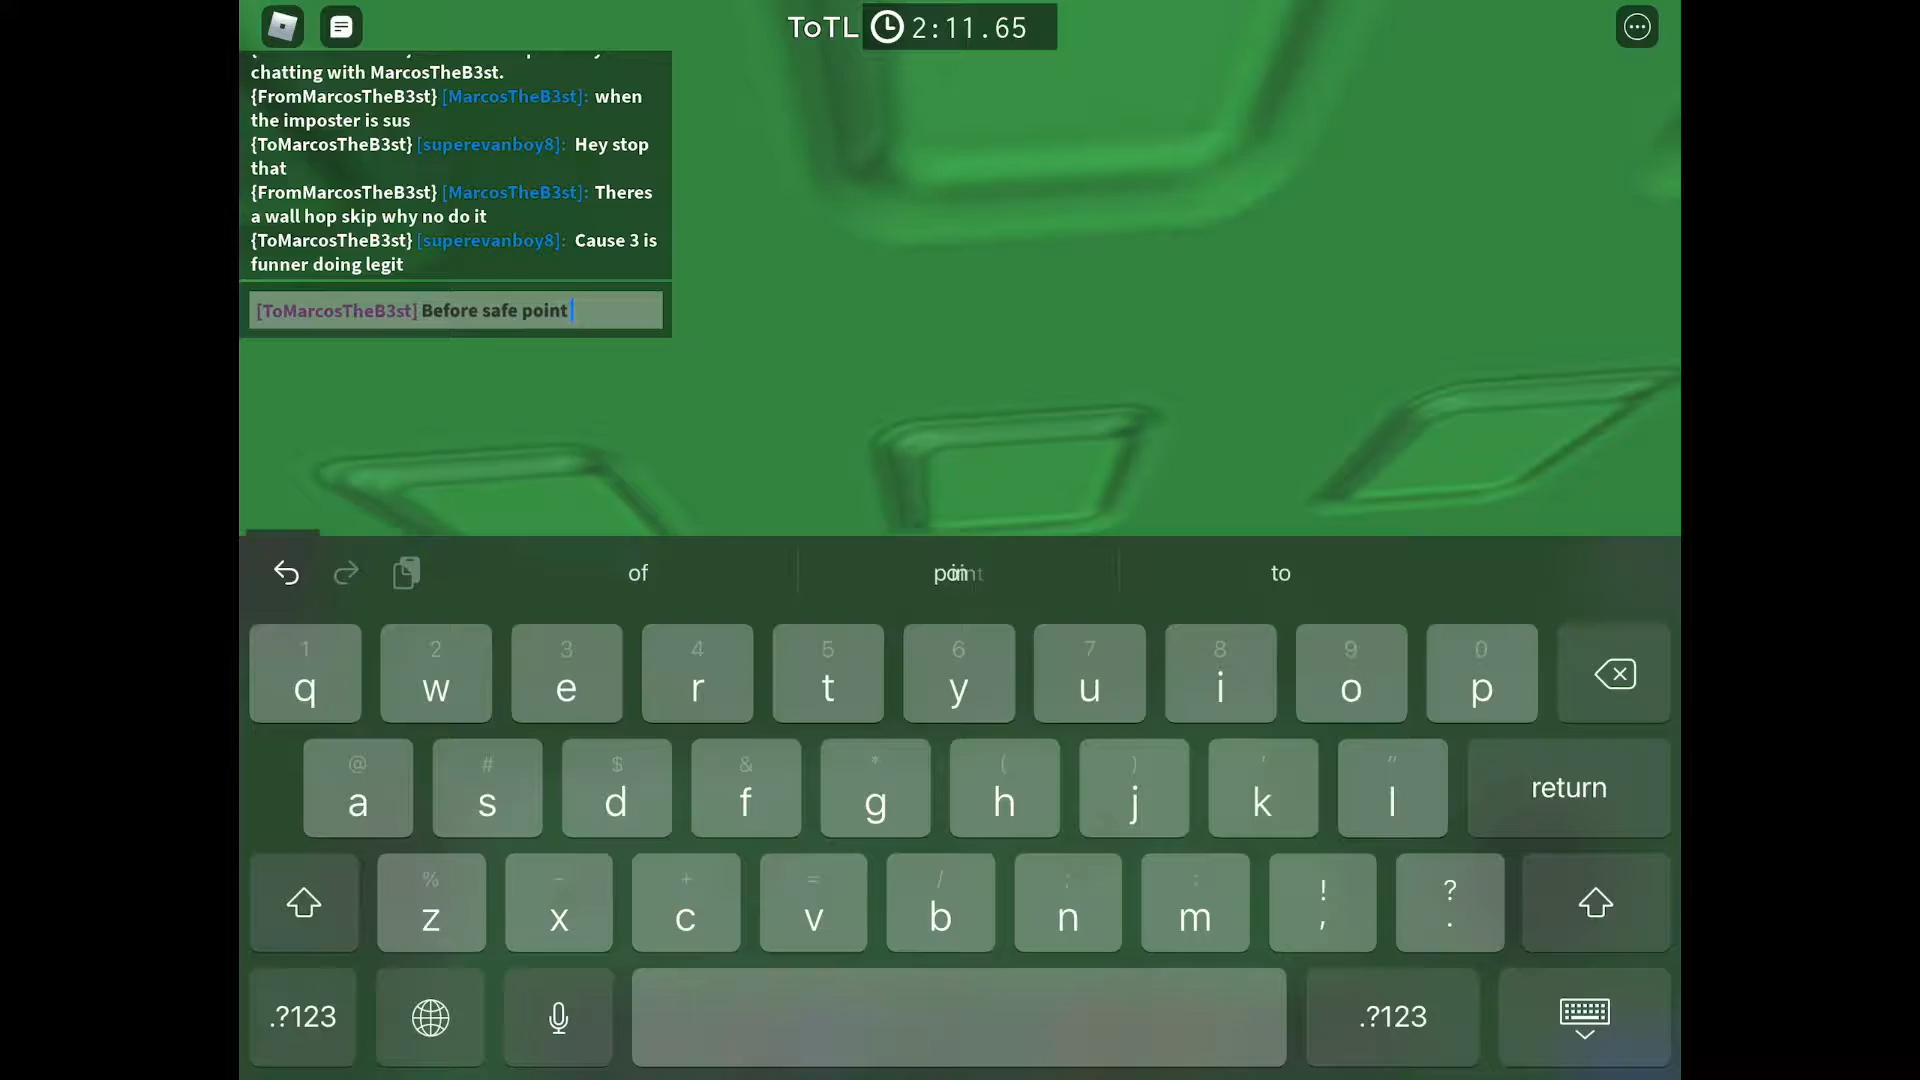 ToTL 2:11.65
chatting with MarcosTheB3st.
{FromMarcosTheB3st} [MarcosTheB3st]: when
the imposter is sus
{ToMarcosTheB3st} [superevanboy8]: Hey stop
that
{FromMarcosTheB3st} [MarcosTheB3st]: Theres
a wall hop skip why no do it
{ToMarcosTheB3st} [superevanboy8]: Cause 3 is
funner doing legit
[ToMarcosTheB3st] Before safe point
of to
1 2 3 4 5 6 7 8 9 0
q w e r t y u i o p
@ # $ & * ( ) ' "
a s d f g h j k l return
% - + = / ; : ! ?
z x c v b n m , .
.?123 .?123